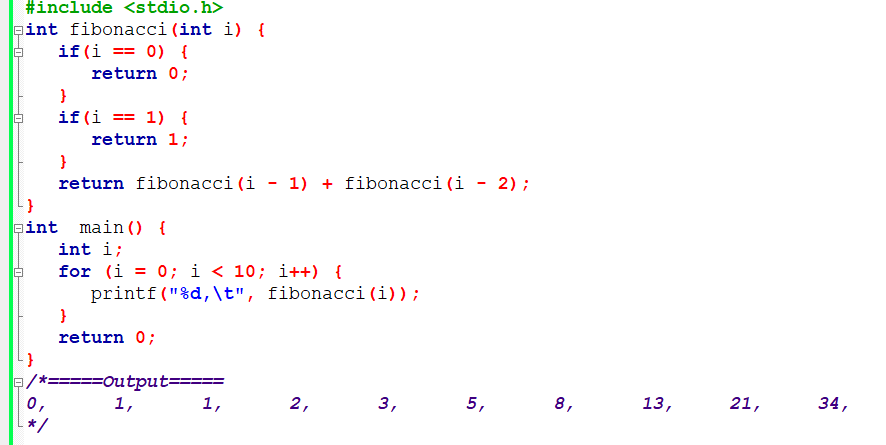 #include <stdio.h>
int fibonacci(int i) {
   if(i == 0) {
      return 0;
   }
   if(i == 1) {
      return 1;
   }
   return fibonacci(i - 1) + fibonacci(i - 2);
}
int  main() {
   int i;
   for (i = 0; i < 10; i++) {
      printf("%d,\t", fibonacci(i));
   }
   return 0;
}
/*=====Output=====
0,      1,      1,      2,      3,      5,      8,      13,     21,     34,
*/